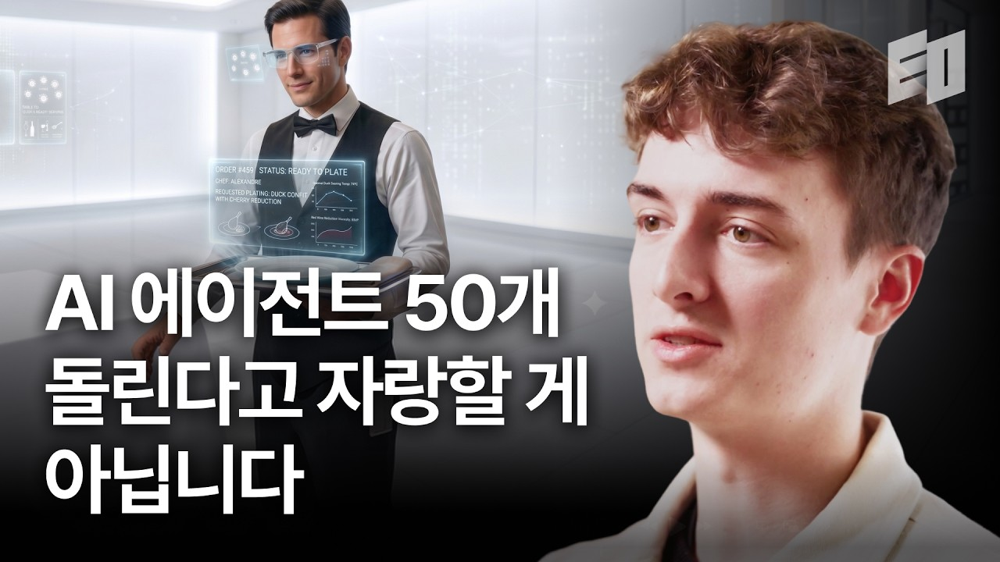 EO
ORDER #459 STATUS: READY TO PLATE
CHEF: ALEXANDRE
REQUESTED PLATING: DUCK CONFIT
WITH CHERRY REDUCTION
AI 에이전트 50개
돌린다고 자랑할 게
아닙니다